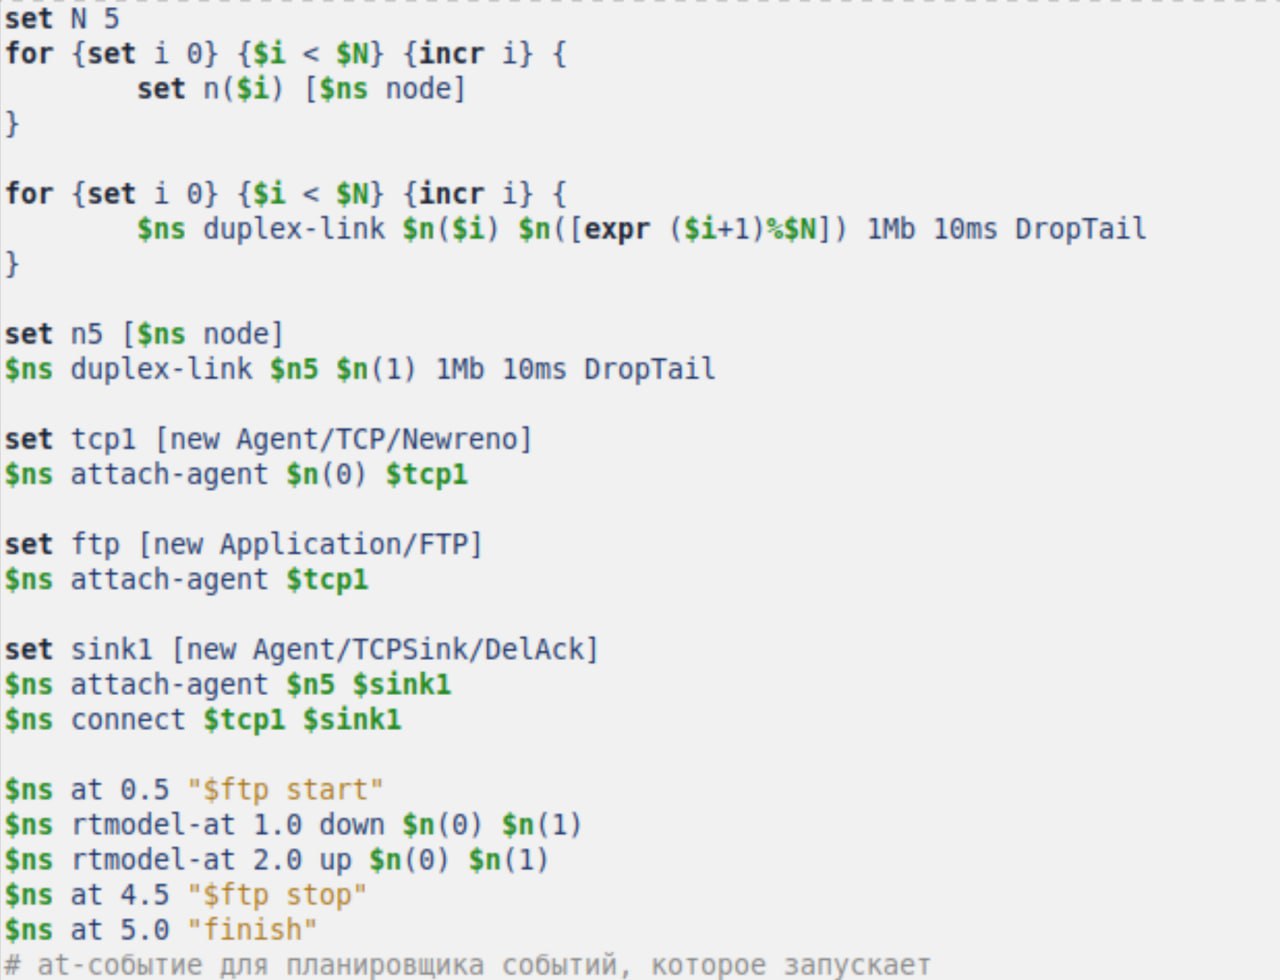 set N 5
for {set i 0} {$i < $N} {incr i} {
        set n($i) [$ns node]
}

for {set i 0} {$i < $N} {incr i} {
        $ns duplex-link $n($i) $n([expr ($i+1)%$N]) 1Mb 10ms DropTail
}

set n5 [$ns node]
$ns duplex-link $n5 $n(1) 1Mb 10ms DropTail

set tcp1 [new Agent/TCP/Newreno]
$ns attach-agent $n(0) $tcp1

set ftp [new Application/FTP]
$ns attach-agent $tcp1

set sink1 [new Agent/TCPSink/DelAck]
$ns attach-agent $n5 $sink1
$ns connect $tcp1 $sink1

$ns at 0.5 "$ftp start"
$ns rtmodel-at 1.0 down $n(0) $n(1)
$ns rtmodel-at 2.0 up $n(0) $n(1)
$ns at 4.5 "$ftp stop"
$ns at 5.0 "finish"
# at-событие для планировщика событий, которое запускает